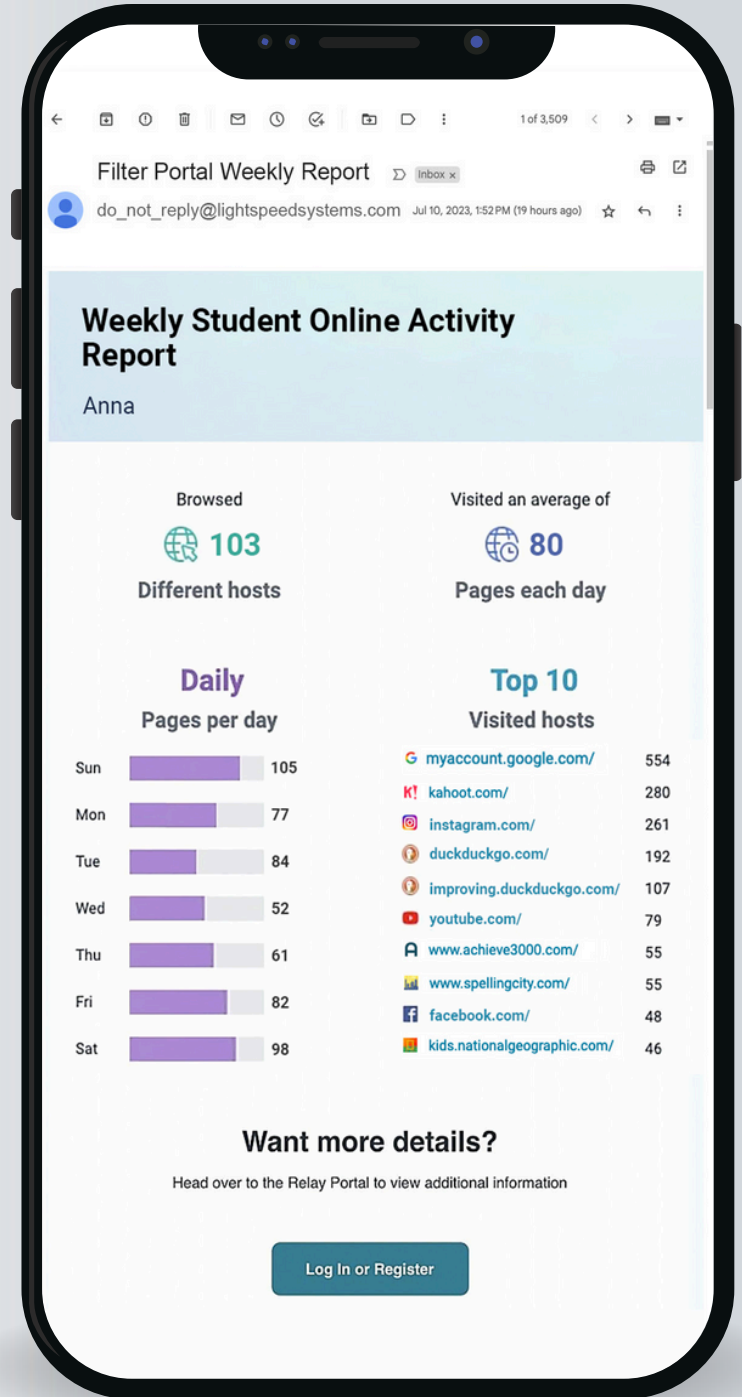 1 of 3,509
Filter Portal Weekly Report Inbox x
do_not_reply@lightspeedsystems.com Jul 10, 2023, 1:52 PM (19 hours ago)
Weekly Student Online Activity
Report
Anna
Browsed
103
Different hosts
Visited an average of
80
Pages each day
Daily
Pages per day
Sun 105
Mon 77
Tue 84
Wed 52
Thu 61
Fri 82
Sat 98
Top 10
Visited hosts
G myaccount.google.com/ 554
K! kahoot.com/ 280
instagram.com/ 261
duckduckgo.com/ 192
improving.duckduckgo.com/ 107
youtube.com/ 79
A www.achieve3000.com/ 55
www.spellingcity.com/ 55
f facebook.com/ 48
kids.nationalgeographic.com/ 46
Want more details?
Head over to the Relay Portal to view additional information
Log In or Register